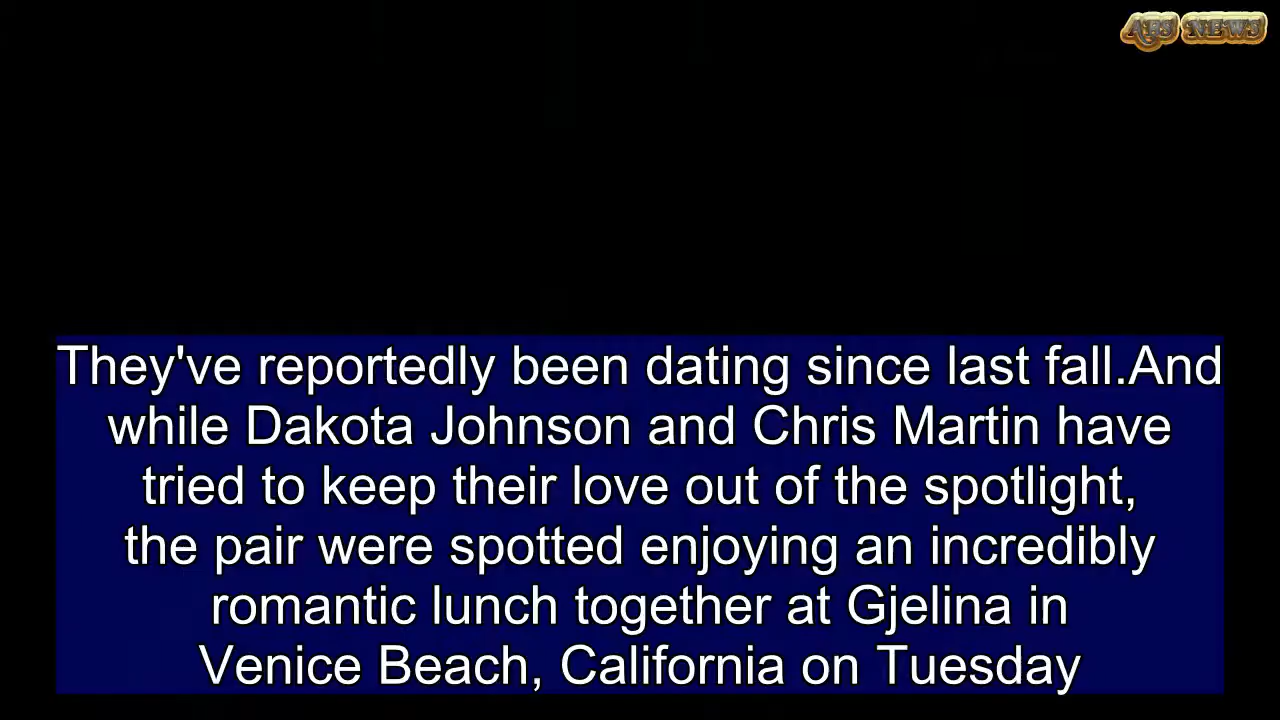 ABS NEWS
They've reportedly been dating since last fall.And
while Dakota Johnson and Chris Martin have
tried to keep their love out of the spotlight,
the pair were spotted enjoying an incredibly
romantic lunch together at Gjelina in
Venice Beach, California on Tuesday